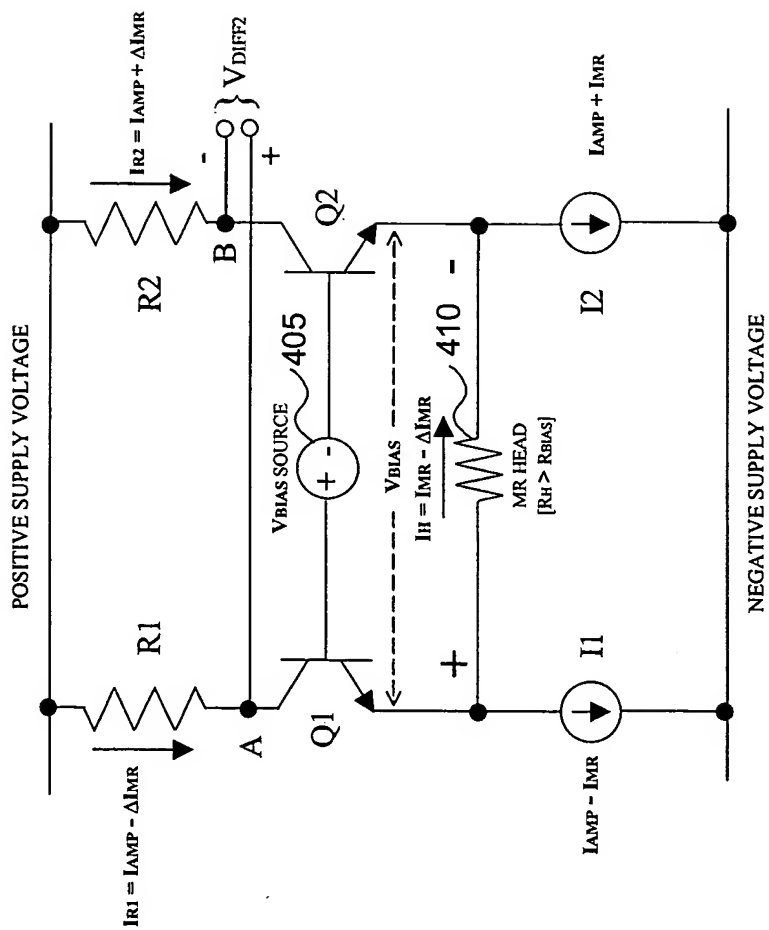 POSITIVE SUPPLY VOLTAGE
IR1 = IAMP - ΔIMR
R1
R2
IR2 = IAMP + ΔIMR
A
B
-
+
} VDIFF2
Q1
Q2
VBIAS SOURCE
405
+ -
VBIAS
IH = IMR - ΔIMR
410
+
-
MR HEAD
[RH > RBIAS]
IAMP - IMR
I1
I2
IAMP + IMR
NEGATIVE SUPPLY VOLTAGE